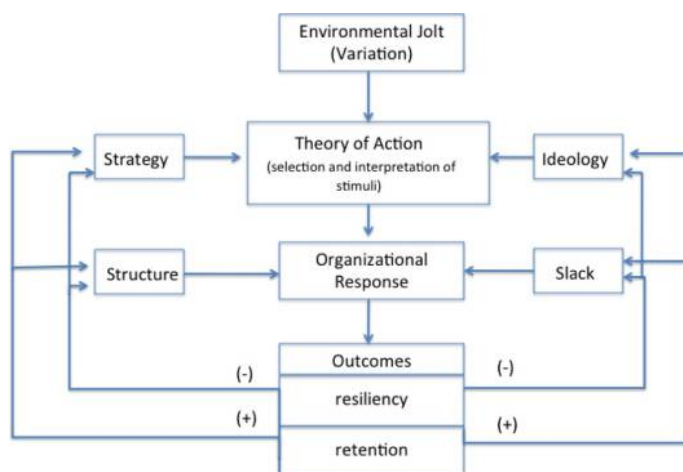 Environmental Jolt
(Variation)
Strategy
Theory of Action
(selection and interpretation of
stimuli)
Ideology
Structure
Organizational
Response
Slack
Outcomes
(-)
(-)
resiliency
(+)
(+)
retention